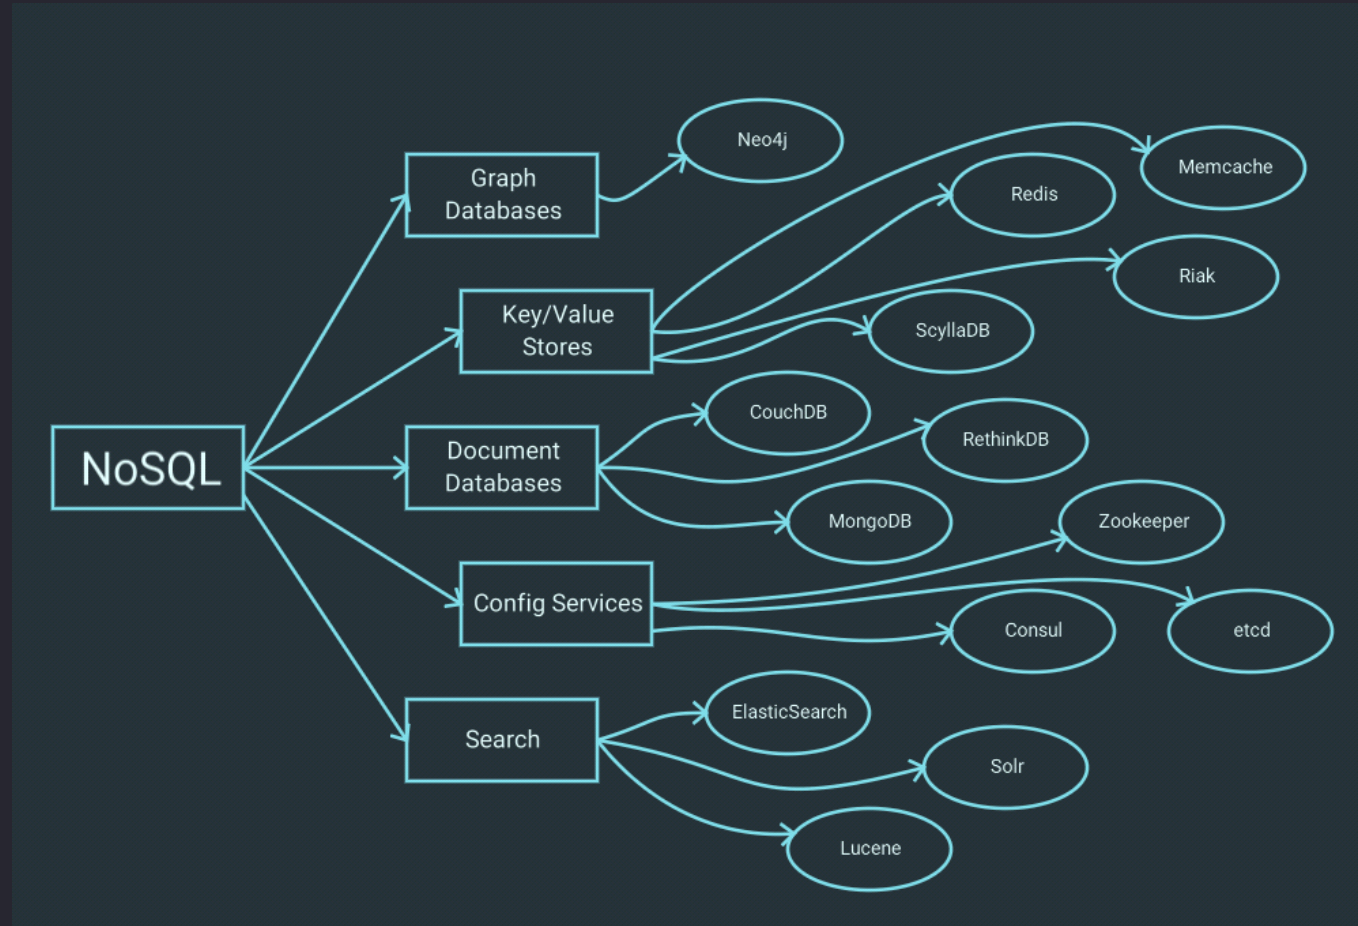 NoSQL
Graph
Databases
Neo4j
Key/Value
Stores
Memcache
Redis
Riak
ScyllaDB
Document
Databases
CouchDB
RethinkDB
MongoDB
Config Services
Zookeeper
etcd
Consul
Search
ElasticSearch
Solr
Lucene